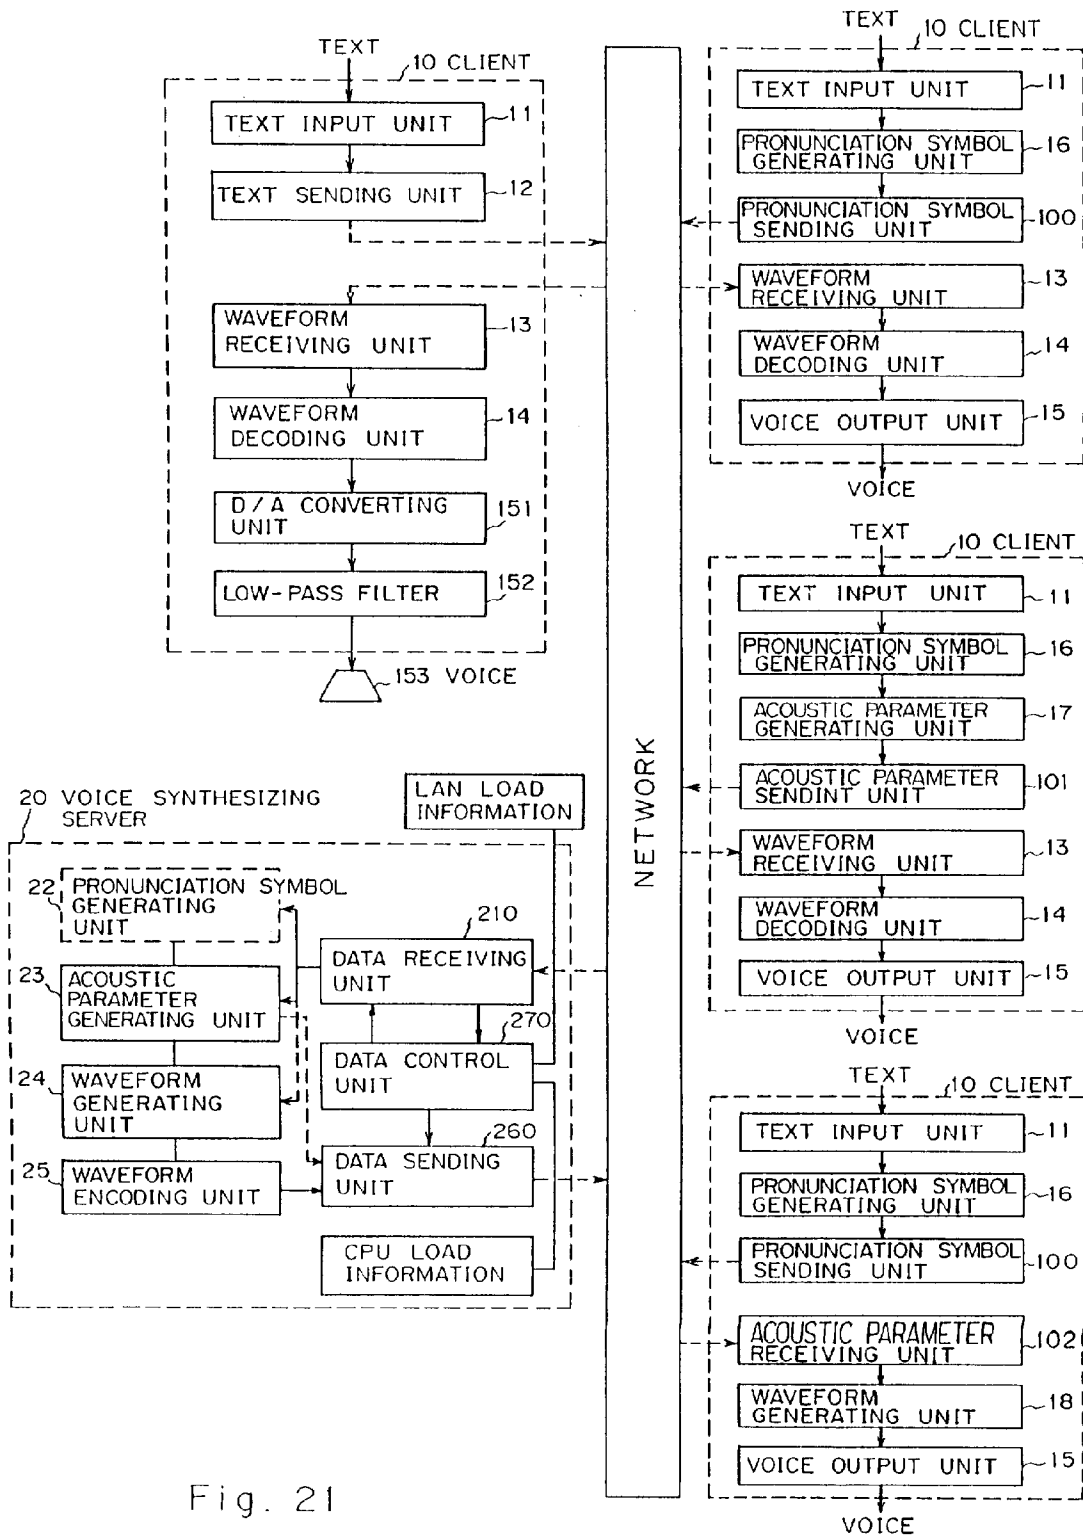 TEXT
10 CLIENT
TEXT INPUT UNIT
11
TEXT SENDING UNIT
12
WAVEFORM
RECEIVING UNIT
13
WAVEFORM
DECODING UNIT
14
D/A CONVERTING
UNIT
151
LOW-PASS FILTER
152
153 VOICE
20 VOICE SYNTHESIZING
SERVER
LAN LOAD
INFORMATION
22
PRONUNCIATION SYMBOL
GENERATING
UNIT
23
ACOUSTIC
PARAMETER
GENERATING UNIT
24
WAVEFORM
GENERATING
UNIT
25
WAVEFORM
ENCODING UNIT
210
DATA RECEIVING
UNIT
270
DATA CONTROL
UNIT
260
DATA SENDING
UNIT
CPU LOAD
INFORMATION
NETWORK
TEXT
10 CLIENT
TEXT INPUT UNIT
11
PRONUNCIATION SYMBOL
GENERATING UNIT
16
PRONUNCIATION SYMBOL
SENDING UNIT
100
WAVEFORM
RECEIVING UNIT
13
WAVEFORM
DECODING UNIT
14
VOICE OUTPUT UNIT
15
VOICE
TEXT
10 CLIENT
TEXT INPUT UNIT
11
PRONUNCIATION SYMBOL
GENERATING UNIT
16
ACOUSTIC PARAMETER
GENERATING UNIT
17
ACOUSTIC PARAMETER
SENDINT UNIT
101
WAVEFORM
RECEIVING UNIT
13
WAVEFORM
DECODING UNIT
14
VOICE OUTPUT UNIT
15
VOICE
TEXT
10 CLIENT
TEXT INPUT UNIT
11
PRONUNCIATION SYMBOL
GENERATING UNIT
16
PRONUNCIATION SYMBOL
SENDING UNIT
100
ACOUSTIC PARAMETER
RECEIVING UNIT
102
WAVEFORM
GENERATING UNIT
18
VOICE OUTPUT UNIT
15
VOICE
Fig. 21